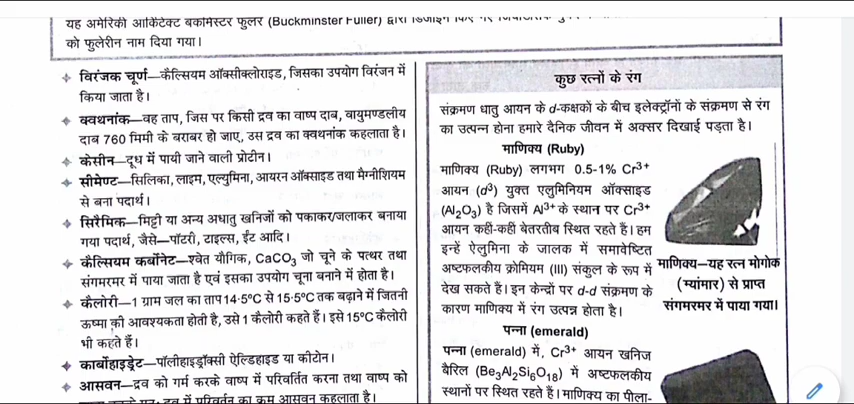 यह अमेरिकी आर्किटेक्ट बकमिंस्टर फुलर (Buckminster Fuller) द्वारा डिजाइन किए गए
को फुलेरीन नाम दिया गया।
विरंजक चूर्ण—कैल्सियम ऑक्सीक्लोराइड, जिसका उपयोग विरंजन में
किया जाता है।
क्वथनांक—वह ताप, जिस पर किसी द्रव का वाष्प दाब, वायुमण्डलीय
दाब 760 मिमी के बराबर हो जाए, उस द्रव का क्वथनांक कहलाता है।
केसीन—दूध में पायी जाने वाली प्रोटीन।
सीमेण्ट—सिलिका, लाइम, एल्युमिना, आयरन ऑक्साइड तथा मैग्नीशियम
से बना पदार्थ।
सिरेमिक—मिट्टी या अन्य अधातु खनिजों को पकाकर/जलाकर बनाया
गया पदार्थ, जैसे—पॉटरी, टाइल्स, ईंट आदि।
कैल्सियम कार्बोनेट—श्वेत यौगिक, CaCO₃ जो चूने के पत्थर तथा
संगमरमर में पाया जाता है एवं इसका उपयोग चूना बनाने में होता है।
कैलोरी—1 ग्राम जल का ताप 14·5°C से 15·5°C तक बढ़ाने में जितनी
ऊष्मा की आवश्यकता होती है, उसे 1 कैलोरी कहते हैं। इसे 15°C कैलोरी
भी कहते हैं।
कार्बोहाइड्रेट—पॉलीहाइड्रॉक्सी ऐल्डिहाइड या कीटोन।
आसवन—द्रव को गर्म करके वाष्प में परिवर्तित करना तथा वाष्प को
पुनः द्रव में परिवर्तन का क्रम आसवन कहलाता है।
कुछ रत्नों के रंग
संक्रमण धातु आयन के d-कक्षकों के बीच इलेक्ट्रॉनों के संक्रमण से रंग
का उत्पन्न होना हमारे दैनिक जीवन में अक्सर दिखाई पड़ता है।
माणिक्य (Ruby)
माणिक्य (Ruby) लगभग 0.5-1% Cr³⁺
आयन (d³) युक्त एलुमिनियम ऑक्साइड
(Al₂O₃) है जिसमें Al³⁺ के स्थान पर Cr³⁺
आयन कहीं-कहीं बेतरतीब स्थित रहते हैं। हम
इन्हें ऐलुमिना के जालक में समावेष्टित
अष्टफलकीय क्रोमियम (III) संकुल के रूप में
देख सकते हैं। इन केन्द्रों पर d-d संक्रमण के
कारण माणिक्य में रंग उत्पन्न होता है।
माणिक्य—यह रत्न मोगोक
(म्यांमार) से प्राप्त
संगमरमर में पाया गया।
पन्ना (emerald)
पन्ना (emerald) में, Cr³⁺ आयन खनिज
बैरिल (Be₃Al₂Si₆O₁₈) में अष्टफलकीय
स्थानों पर स्थित रहते हैं। माणिक्य का पीला-